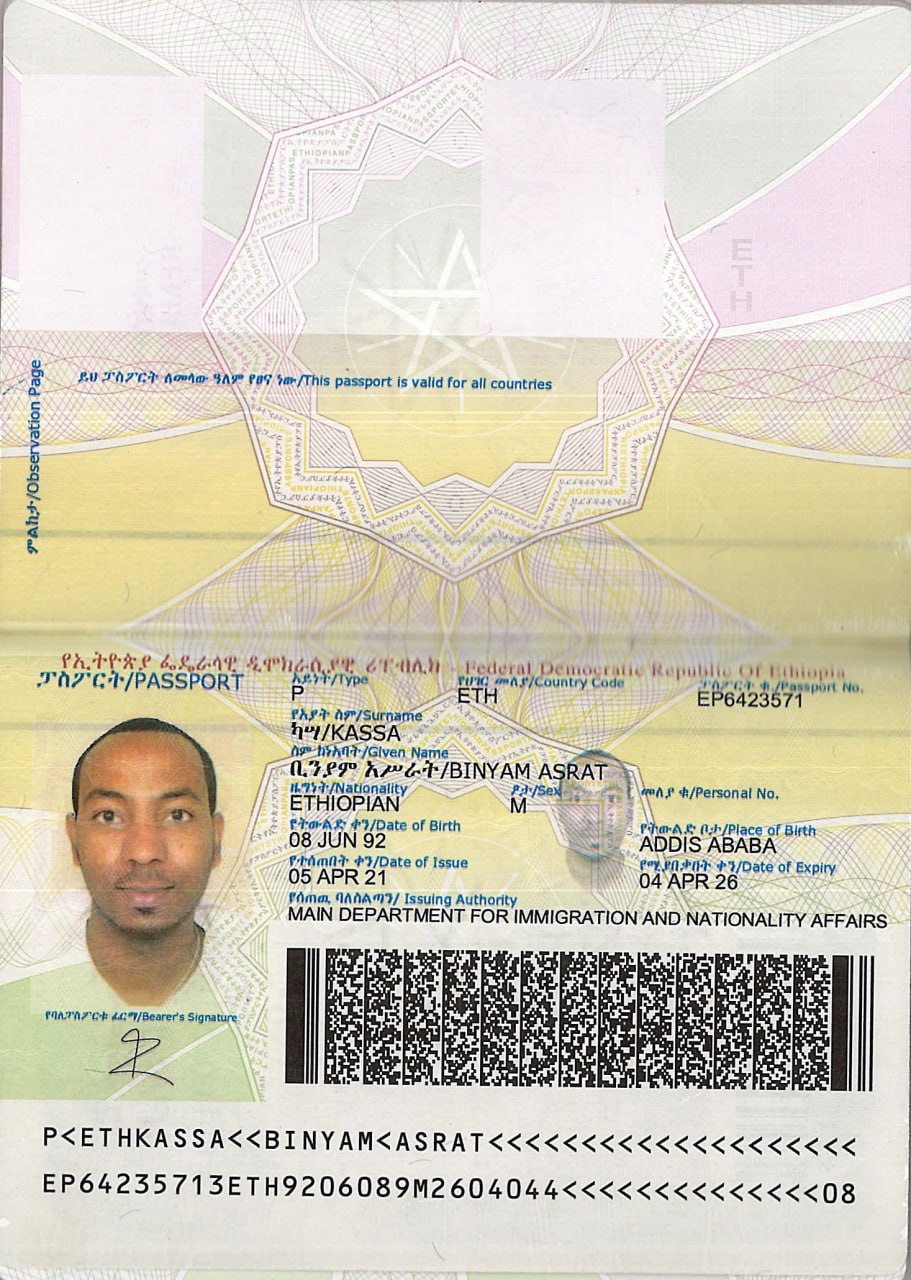 ይህ ፓስፖርት ለመላው ዓለም የፀና ነው/This passport is valid for all countries
ምልከታ/Observation Page
ETH
የኢትዮጵያ ፌዴራላዊ ዲሞክራሲያዊ ሪፐብሊክ - Federal Democratic Republic Of Ethiopia
ፓስፖርት/PASSPORT
አይነት/Type
P
የሀገር መለያ/Country Code
ETH
ፓስፖርት ቁ./Passport No.
EP6423571
የአያት ስም/Surname
ካሣ/KASSA
ስም ከነአባት/Given Name
ቢንያም አሥራት/BINYAM ASRAT
ዜግነት/Nationality
ETHIOPIAN
ፆታ/Sex
M
መለያ ቁ/Personal No.
የትውልድ ቀን/Date of Birth
08 JUN 92
የትውልድ ቦታ/Place of Birth
ADDIS ABABA
የተሰጠበት ቀን/Date of Issue
05 APR 21
የሚያበቃበት ቀን/Date of Expiry
04 APR 26
የሰጠዉ ባለስልጣን/ Issuing Authority
MAIN DEPARTMENT FOR IMMIGRATION AND NATIONALITY AFFAIRS
የባለፓስፖርቱ ፊርማ/Bearer's Signature
P<ETHKASSA<<BINYAM<ASRAT<<<<<<<<<<<<<<<<<<<<
EP64235713ETH9206089M2604044<<<<<<<<<<<<<<08